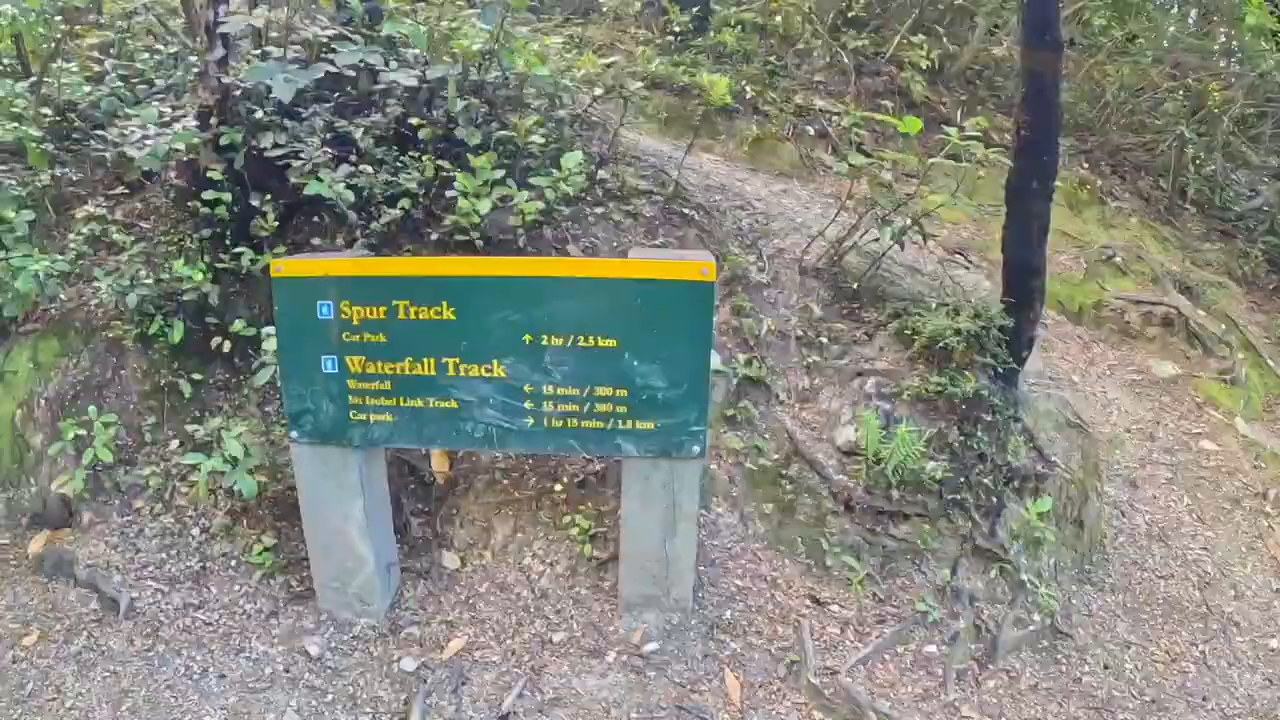 Spur Track
Car Park ↑ 2 hr / 2.5 km
Waterfall Track
Waterfall ← 15 min / 300 m
Mt Isobel Link Track ← 15 min / 380 m
Car park → 1 hr 15 min / 1.8 km